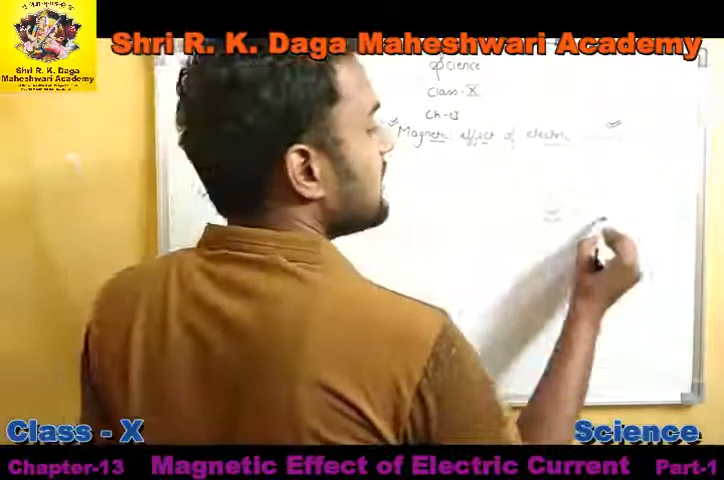 Shri R. K. Daga Maheshwari Academy
Shri R. K. Daga
Maheshwari Academy
Science
Class - X
Ch-13
" Magnetic effect of electric "
Class - X
Science
Chapter-13 Magnetic Effect of Electric Current Part-1